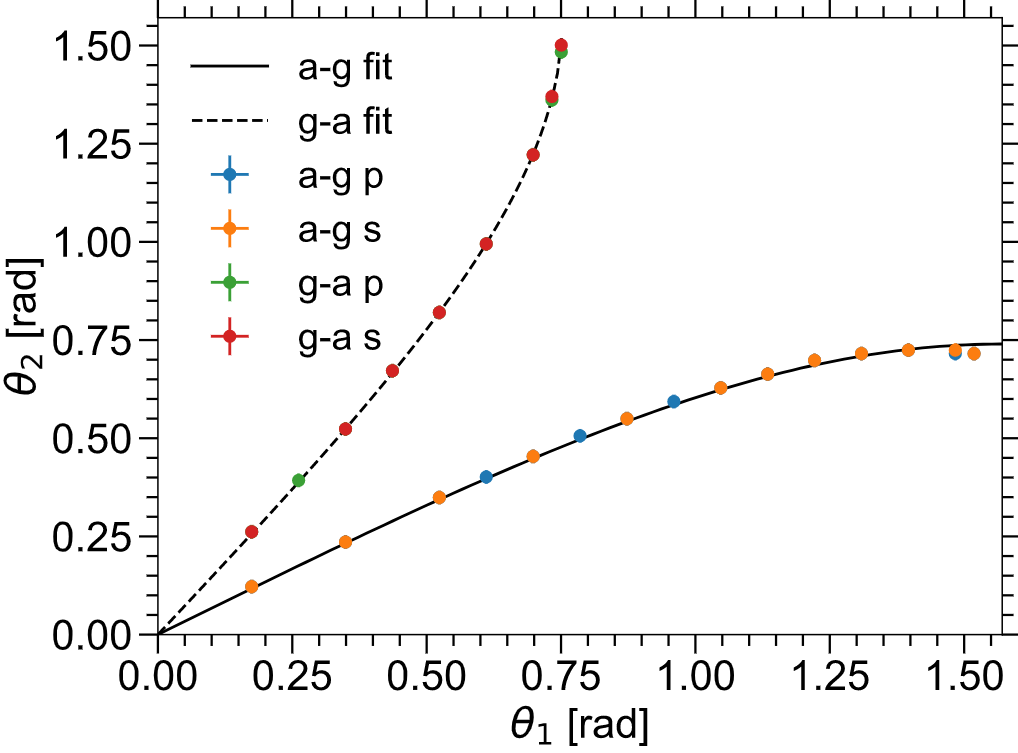 1.50
1.25
1.00
0.75
0.50
0.25
0.00
θ₂ [rad]
a-g fit
g-a fit
a-g p
a-g s
g-a p
g-a s
0.00 0.25 0.50 0.75 1.00 1.25 1.50
θ₁ [rad]